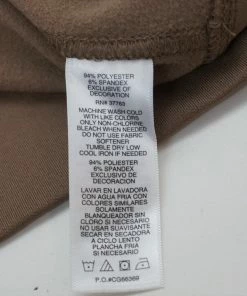 94% POLYESTER
6% SPANDEX
EXCLUSIVE OF
DECORATION
RN# 37763
MACHINE WASH COLD
WITH LIKE COLORS
ONLY NON-CHLORINE
BLEACH WHEN NEEDED
DO NOT USE FABRIC
SOFTENER
TUMBLE DRY LOW
COOL IRON IF NEEDED
94% POLIESTER
6% SPANDEX
EXCLUSIVO DE
DECORACION
LAVAR EN LAVADORA
CON AGUA FRIA CON
COLORES SIMILARES
SOLAMENTE
BLANQUEADOR SIN
CLORO SI NECESARIO
NO USAR SUAVISANTE
SECAR EN SECADORA
A CICLO LENTO
PLANCHA FRIA
SI ES NECESARIO
P.O.#CG66369